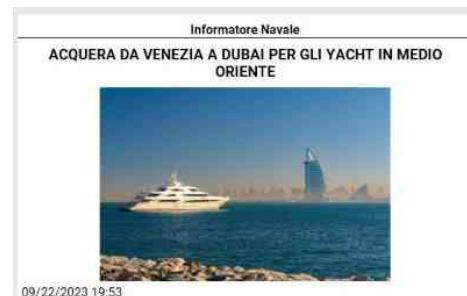 Informatore Navale
ACQUERA DA VENEZIA A DUBAI PER GLI YACHT IN MEDIO
ORIENTE
09/22/2023 19:53